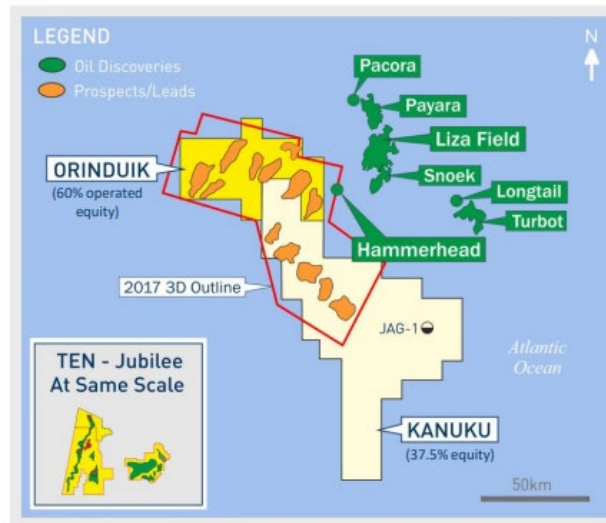 LEGEND
Oil Discoveries
Prospects/Leads
N
Pacora
Payara
Liza Field
Snoek
Longtail
Turbot
Hammerhead
ORINDUIK
(60% operated
equity)
2017 3D Outline
JAG-1
Atlantic
Ocean
TEN - Jubilee
At Same Scale
KANUKU
(37.5% equity)
50km